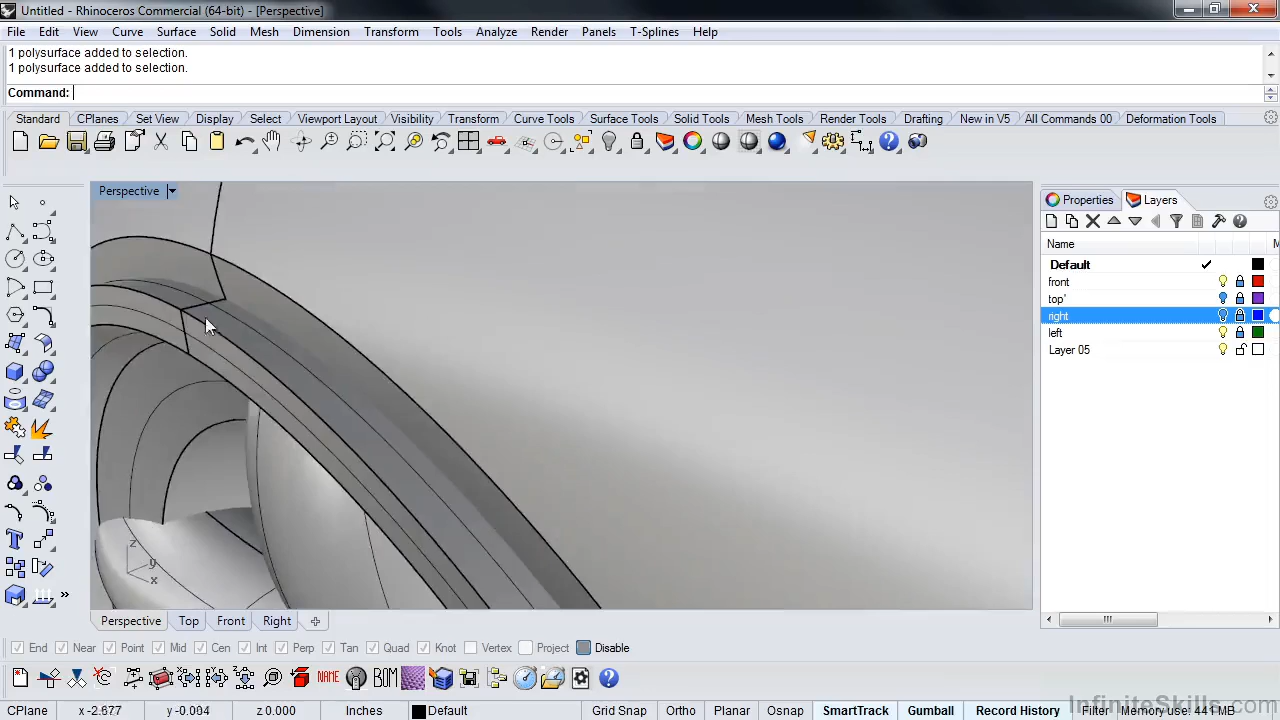 Untitled - Rhinoceros Commercial (64-bit) - [Perspective]
File Edit View Curve Surface Solid Mesh Dimension Transform Tools Analyze Render Panels T-Splines Help
1 polysurface added to selection.
1 polysurface added to selection.
Command:
Standard CPlanes Set View Display Select Viewport Layout Visibility Transform Curve Tools Surface Tools Solid Tools Mesh Tools Render Tools Drafting New in V5 All Commands 00 Deformation Tools
Perspective
Properties Layers
Name M
Default
front
top'
right
left
Layer 05
z
y
x
Perspective Top Front Right
End Near Point Mid Cen Int Perp Tan Quad Knot Vertex Project Disable
NAME BOM
CPlane x -2.677 y -0.004 z 0.000 Inches Default Grid Snap Ortho Planar Osnap SmartTrack Gumball Record History Filter Memory use: 441 MB
InfiniteSkills.com